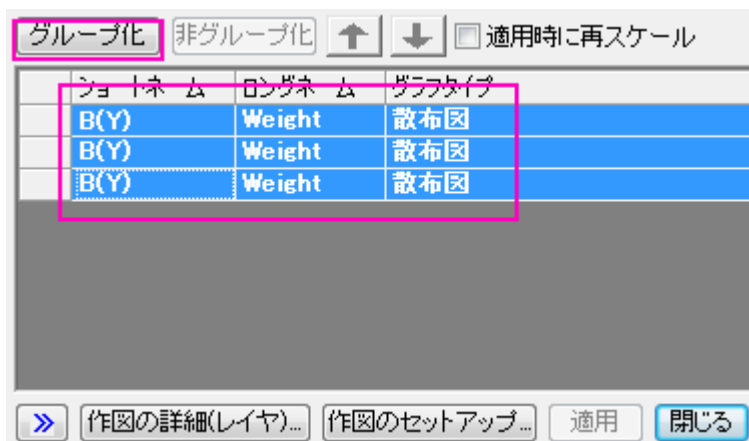 グループ化 非グループ化 適用時に再スケール
ショートネーム ロングネーム グラフタイプ
B(Y) Weight 散布図
B(Y) Weight 散布図
B(Y) Weight 散布図
» 作図の詳細(レイヤ)... 作図のセットアップ... 適用 閉じる